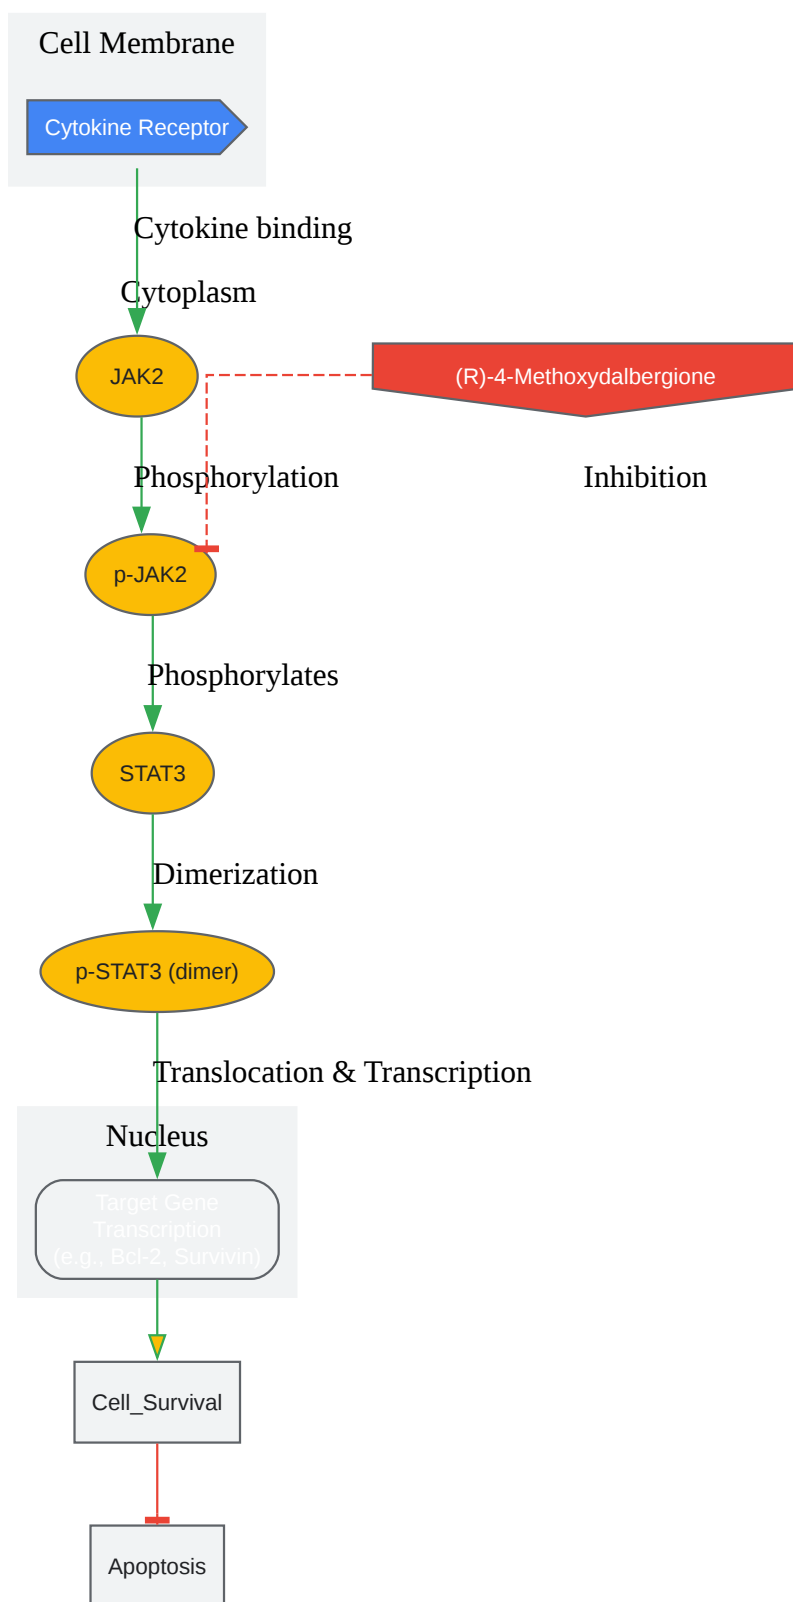 Cell Membrane
Cytokine Receptor
Cytokine binding
Cytoplasm
JAK2
(R)-4-Methoxydalbergione
Phosphorylation
Inhibition
p-JAK2
Phosphorylates
STAT3
Dimerization
p-STAT3 (dimer)
Translocation & Transcription
Nucleus
Target Gene
Transcription
(e.g., Bcl-2, Survivin)
Cell_Survival
Apoptosis